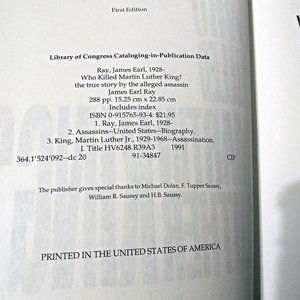 First Edition
Library of Congress Cataloging-in-Publication Data
Ray, James Earl, 1928-
Who Killed Martin Luther King?
the true story by the alleged assassin
James Earl Ray
288 pp. 15.25 cm x 22.85 cm
Includes index
ISBN 0-915765-93-4: $21.95
1. Ray, James Earl, 1928-
2. Assassins--United States--Biography.
3. King, Martin Luther Jr., 1929-1968--Assassination.
I. Title HV6248.R39A3 1991
364.1'524'092--dc 20 91-34847 CIP
The publisher gives special thanks to Michael Dolan, F. Tupper Saussy,
William R. Saussy and H.B. Saussy.
PRINTED IN THE UNITED STATES OF AMERICA